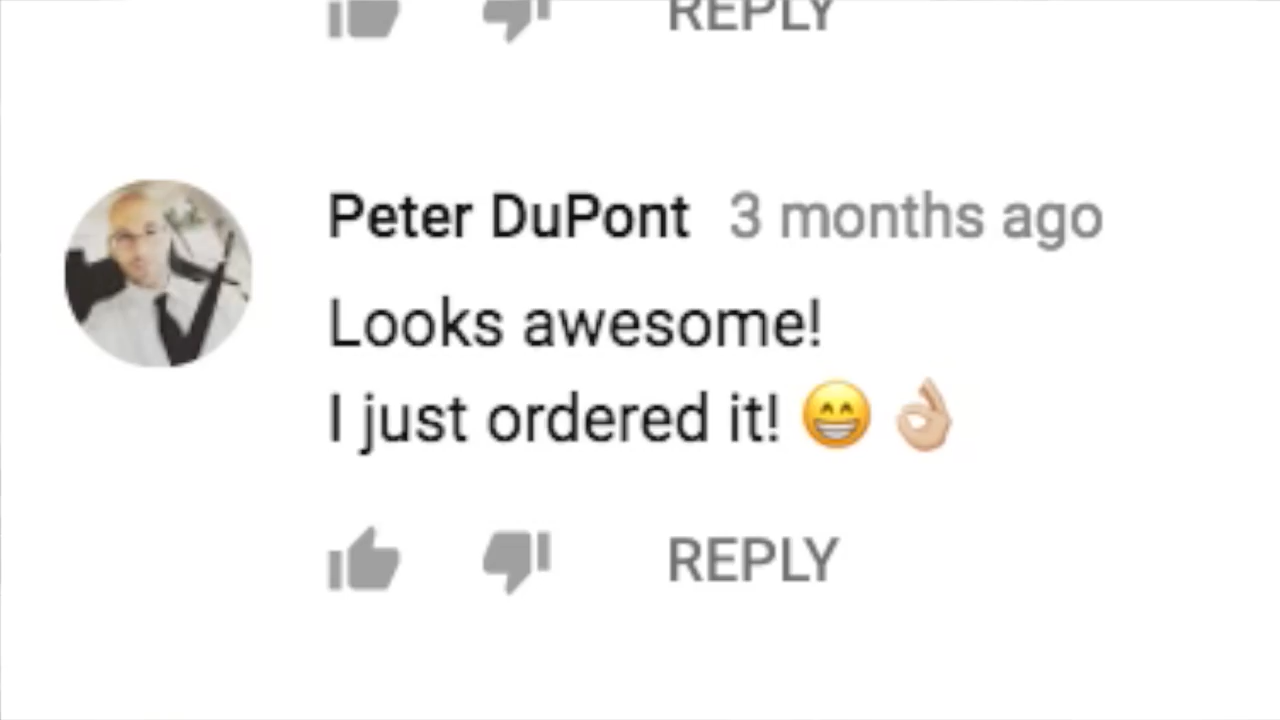 REPLY
Peter DuPont 3 months ago
Looks awesome!
I just ordered it! 😁 👌🏼
REPLY